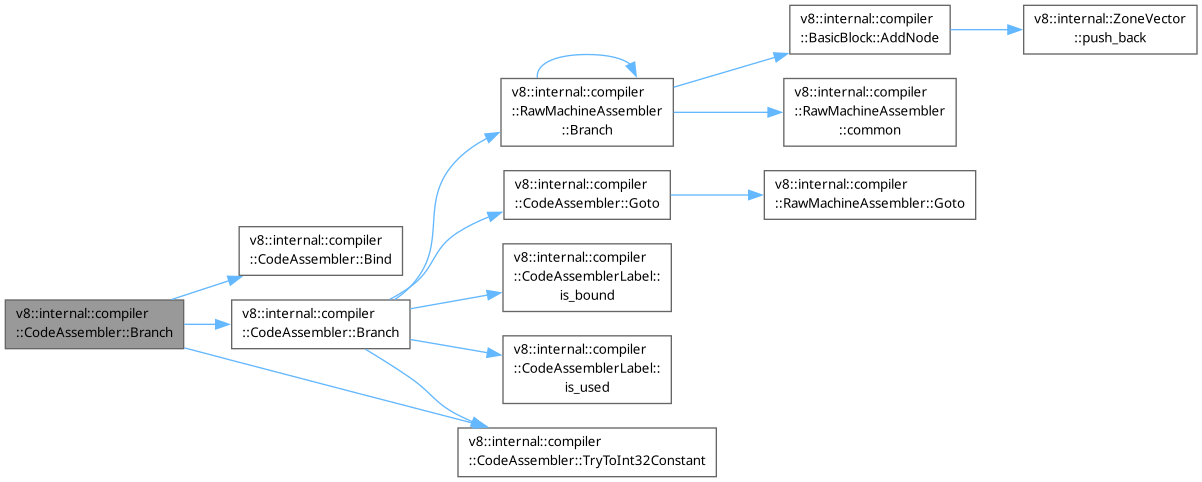 v8::internal::compiler
::CodeAssembler::Branch
v8::internal::compiler
::CodeAssembler::Bind
v8::internal::compiler
::CodeAssembler::Branch
v8::internal::compiler
::RawMachineAssembler
::Branch
v8::internal::compiler
::CodeAssembler::Goto
v8::internal::compiler
::CodeAssemblerLabel::
is_bound
v8::internal::compiler
::CodeAssemblerLabel::
is_used
v8::internal::compiler
::CodeAssembler::TryToInt32Constant
v8::internal::compiler
::BasicBlock::AddNode
v8::internal::compiler
::RawMachineAssembler
::common
v8::internal::compiler
::RawMachineAssembler::Goto
v8::internal::ZoneVector
::push_back